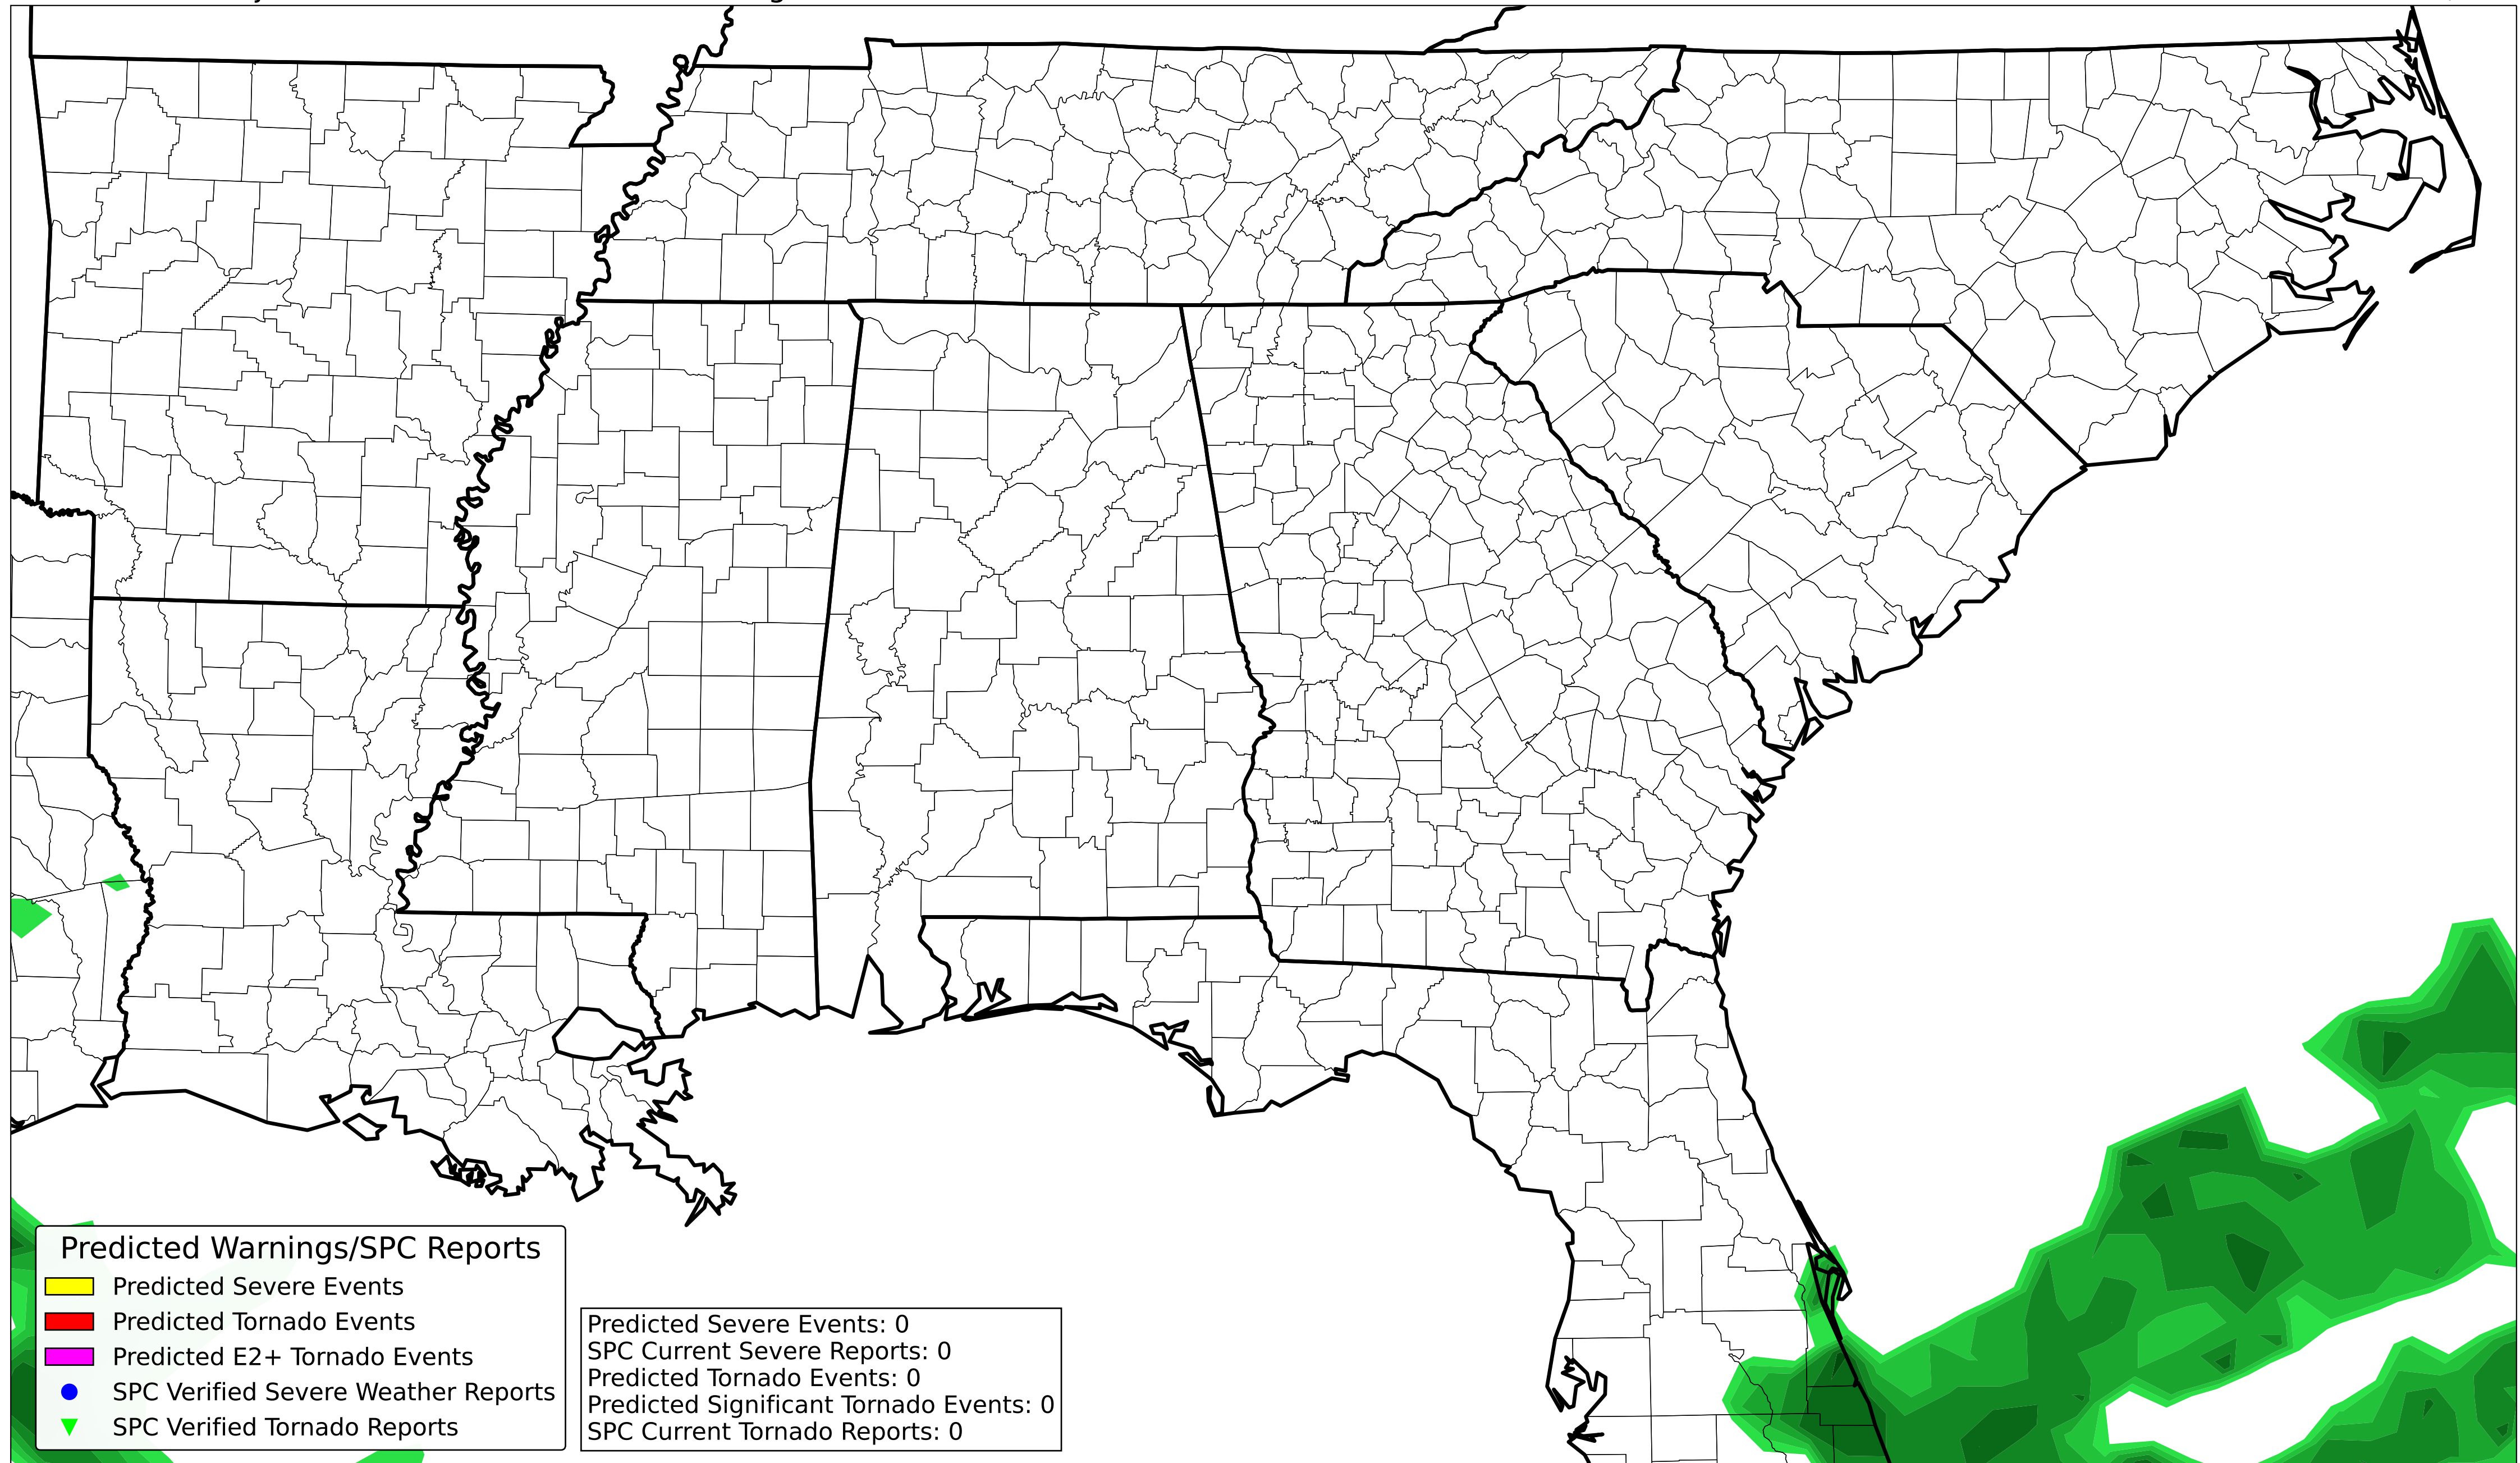 Predicted Warnings/SPC Reports
Predicted Severe Events
Predicted Tornado Events
Predicted E2+ Tornado Events
SPC Verified Severe Weather Reports
SPC Verified Tornado Reports
Predicted Severe Events: 0
SPC Current Severe Reports: 0
Predicted Tornado Events: 0
Predicted Significant Tornado Events: 0
SPC Current Tornado Reports: 0